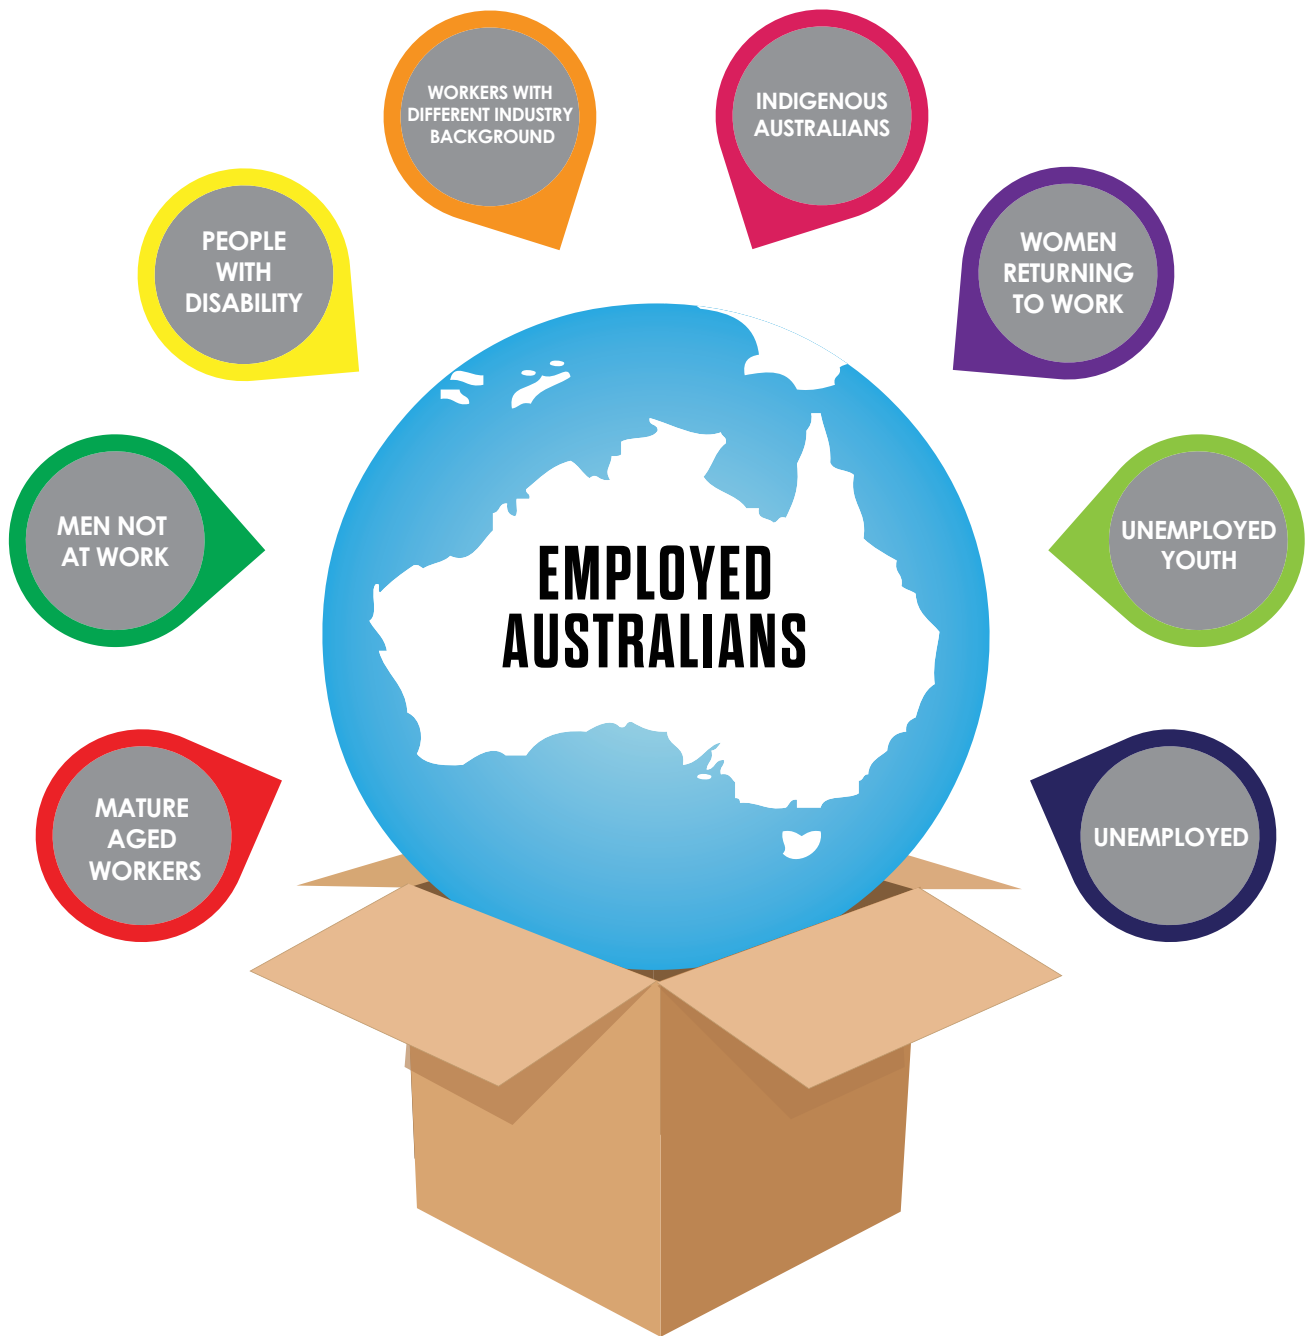 WORKERS WITH
DIFFERENT INDUSTRY
BACKGROUND
INDIGENOUS
AUSTRALIANS
PEOPLE
WITH
DISABILITY
WOMEN
RETURNING
TO WORK
MEN NOT
AT WORK
EMPLOYED
AUSTRALIANS
UNEMPLOYED
YOUTH
MATURE
AGED
WORKERS
UNEMPLOYED